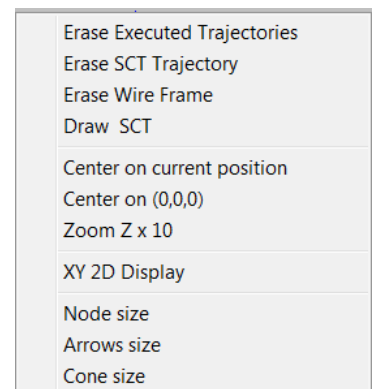 Erase Executed Trajectories
Erase SCT Trajectory
Erase Wire Frame
Draw  SCT
Center on current position
Center on (0,0,0)
Zoom Z x 10
XY 2D Display
Node size
Arrows size
Cone size